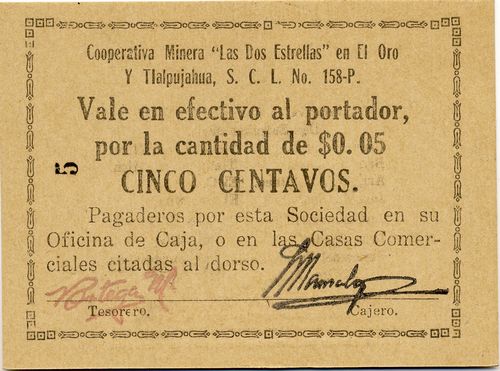 Cooperativa Minera "Las Dos Estrellas" en El Oro
Y Tlalpujahua, S. C. L. No. 158-P.
Vale en efectivo al portador,
por la cantidad de $0.05
5
CINCO CENTAVOS.
Pagaderos por esta Sociedad en su
Oficina de Caja, o en las Casas Comer-
ciales citadas al dorso.
Tesorero. Cajero.